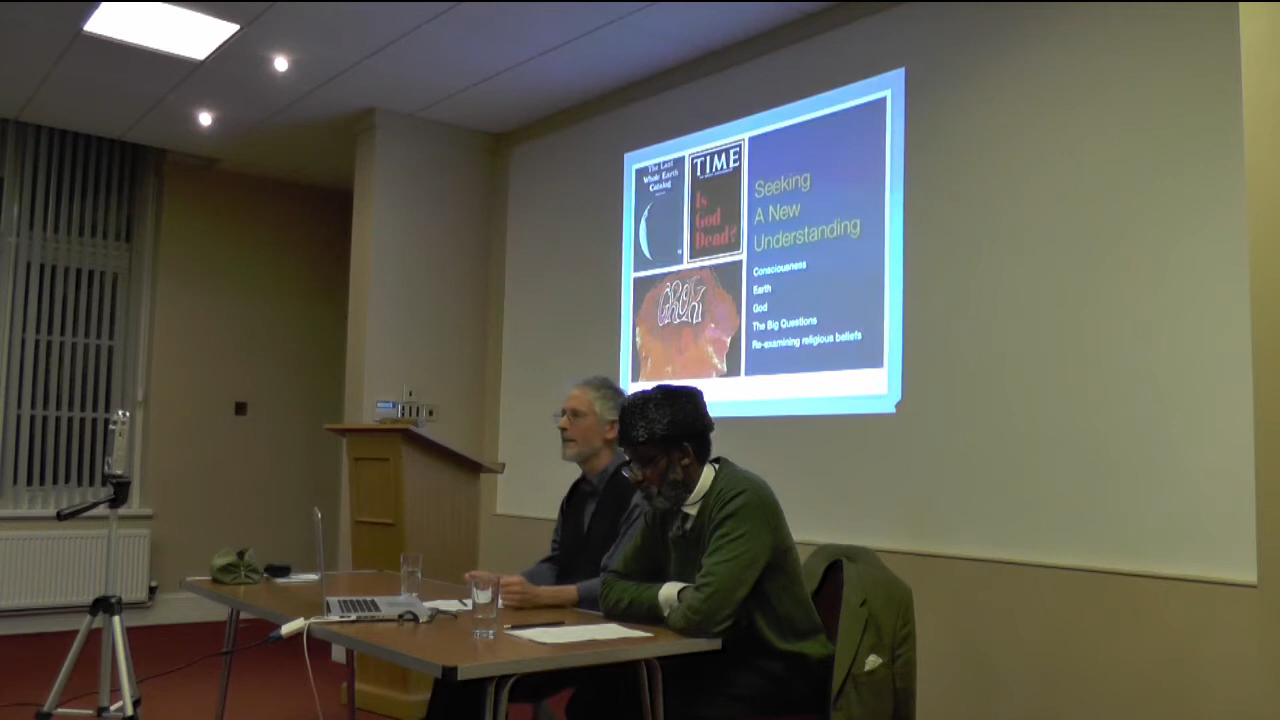 The Last
Whole Earth
Catalog
TIME
Is
God
Dead?
GROK
Seeking
A New
Understanding
Consciousness
Earth
God
The Big Questions
Re-examining religious beliefs